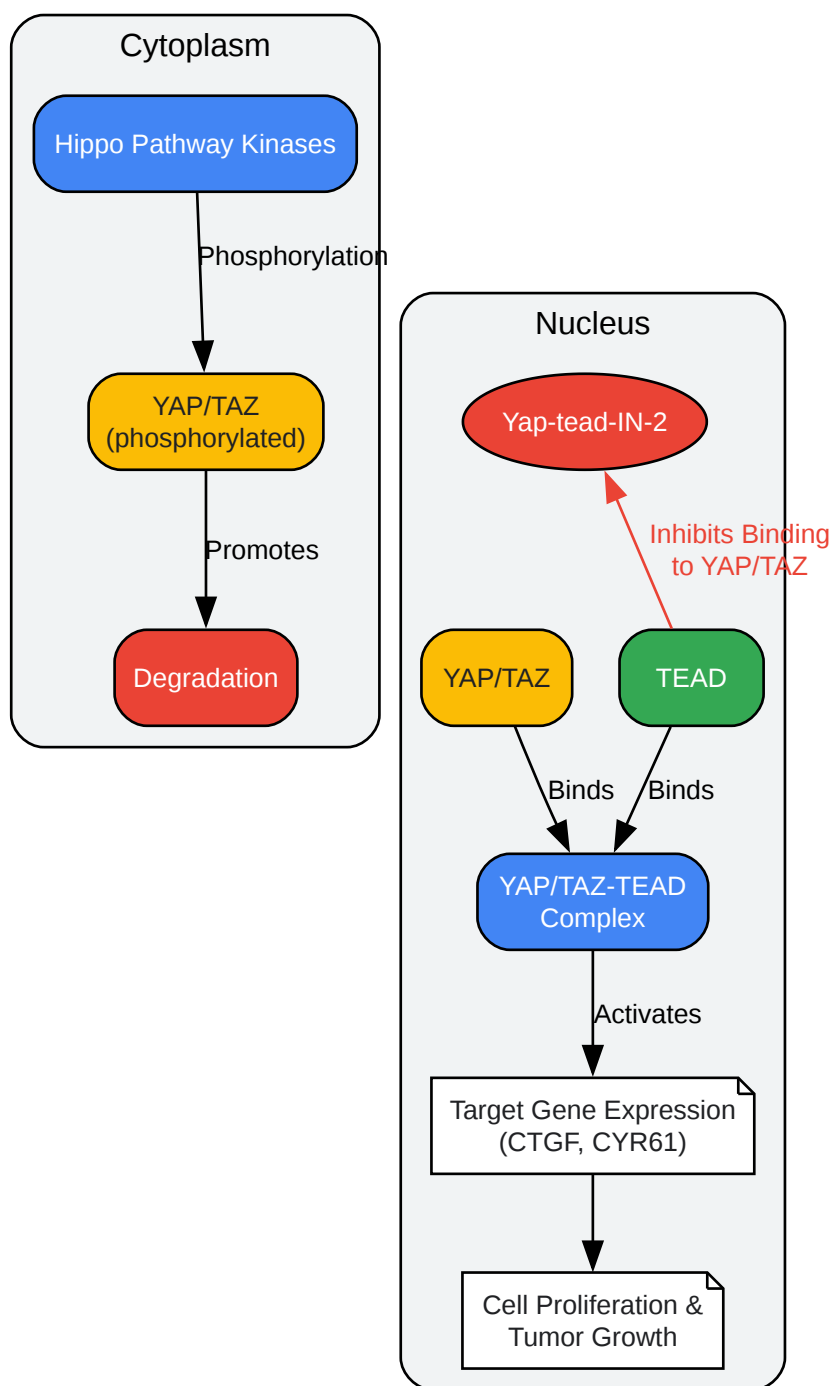 Cytoplasm
Hippo Pathway Kinases
Phosphorylation
YAP/TAZ
(phosphorylated)
Promotes
Degradation
Nucleus
Yap-tead-IN-2
Inhibits Binding
to YAP/TAZ
YAP/TAZ
TEAD
Binds
Binds
YAP/TAZ-TEAD
Complex
Activates
Target Gene Expression
(CTGF, CYR61)
Cell Proliferation &
Tumor Growth